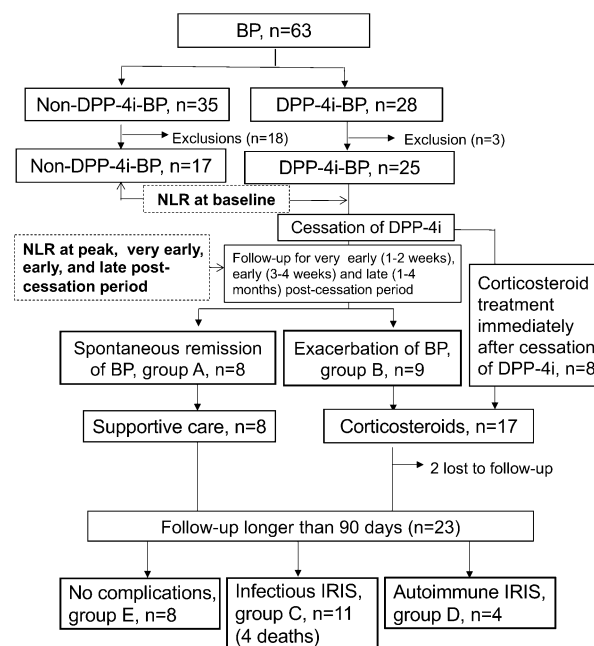 BP, n=63
Non-DPP-4i-BP, n=35
DPP-4i-BP, n=28
Exclusions (n=18)
Exclusion (n=3)
Non-DPP-4i-BP, n=17
DPP-4i-BP, n=25
NLR at baseline
Cessation of DPP-4i
NLR at peak, very early,
early, and late post-
cessation period
Follow-up for very early (1-2 weeks),
early (3-4 weeks) and late (1-4
months) post-cessation period
Corticosteroid
treatment
immediately
after cessation
of DPP-4i, n=8
Spontaneous remission
of BP, group A, n=8
Exacerbation of BP,
group B, n=9
Supportive care, n=8
Corticosteroids, n=17
2 lost to follow-up
Follow-up longer than 90 days (n=23)
No complications,
group E, n=8
Infectious IRIS,
group C, n=11
(4 deaths)
Autoimmune IRIS,
group D, n=4